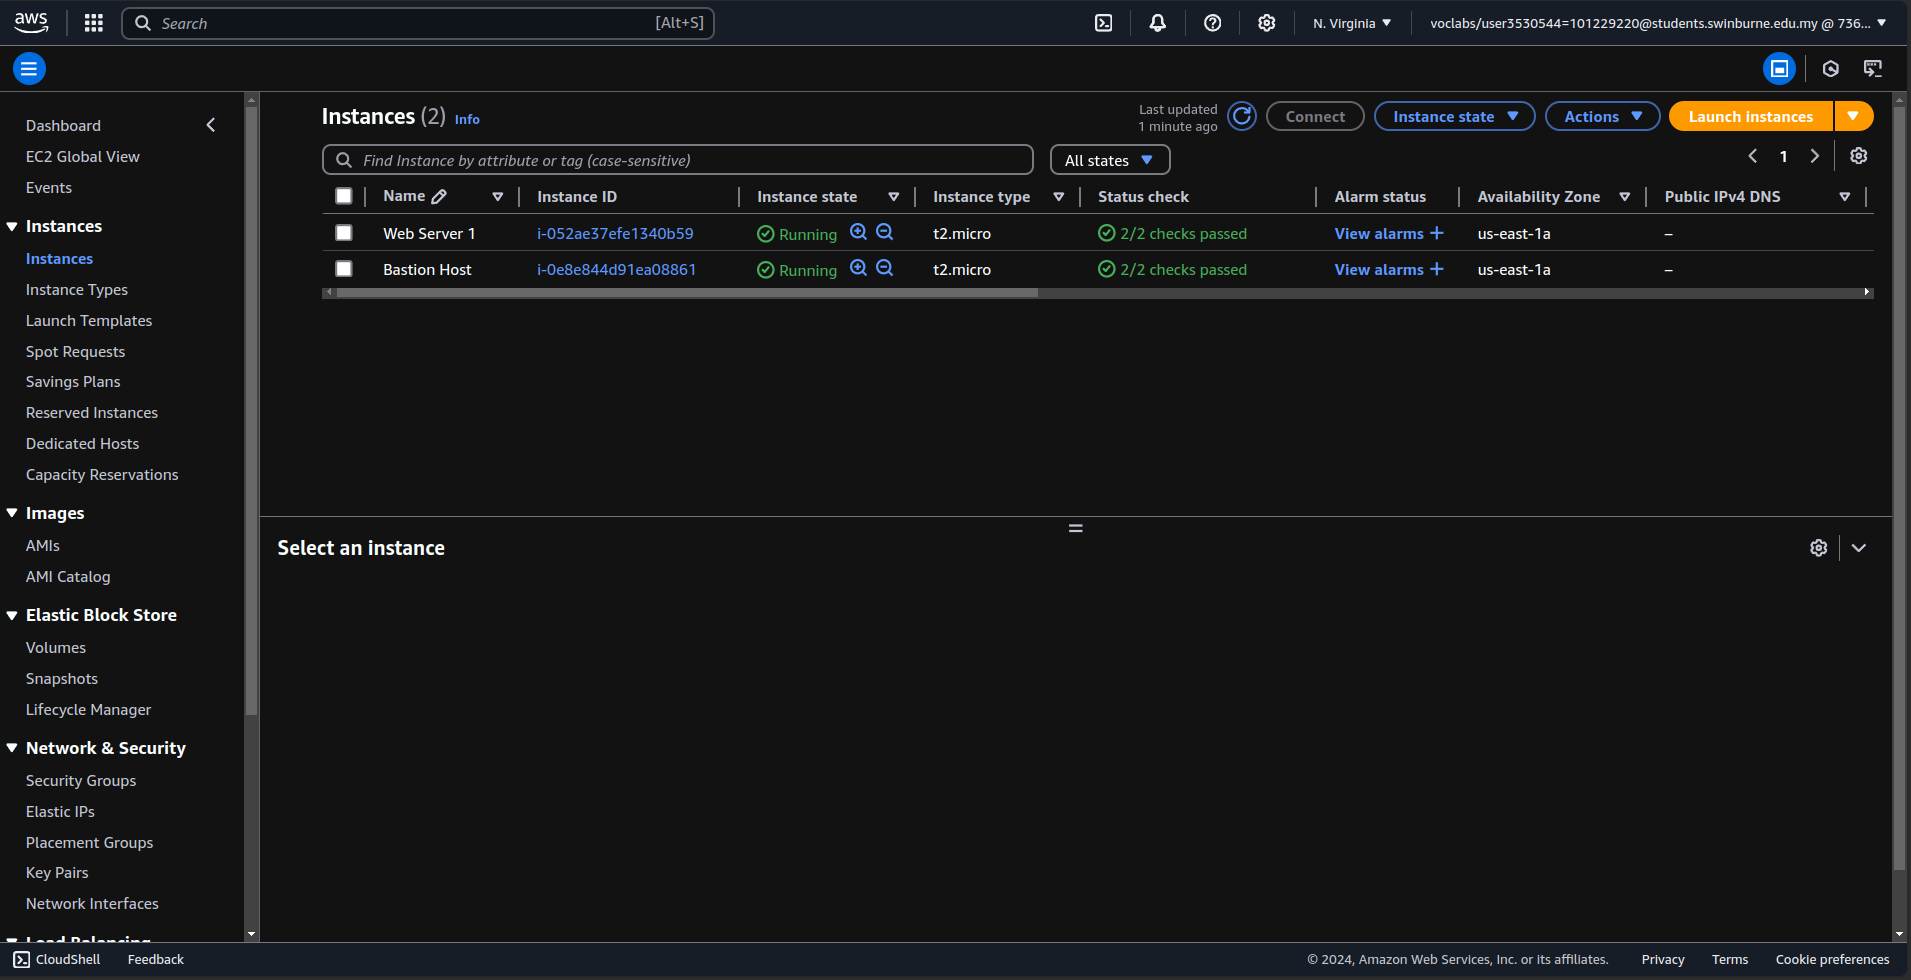 aws
Search [Alt+S]
N. Virginia
voclabs/user3530544=101229220@students.swinburne.edu.my @ 736...
Dashboard
EC2 Global View
Events
Instances
Instances
Instance Types
Launch Templates
Spot Requests
Savings Plans
Reserved Instances
Dedicated Hosts
Capacity Reservations
Images
AMIs
AMI Catalog
Elastic Block Store
Volumes
Snapshots
Lifecycle Manager
Network & Security
Security Groups
Elastic IPs
Placement Groups
Key Pairs
Network Interfaces
Load Balancing
Instances (2) Info
Last updated
1 minute ago
Connect
Instance state
Actions
Launch instances
Find Instance by attribute or tag (case-sensitive)
All states
1
Name Instance ID Instance state Instance type Status check Alarm status Availability Zone Public IPv4 DNS
Web Server 1 i-052ae37efe1340b59 Running t2.micro 2/2 checks passed View alarms + us-east-1a –
Bastion Host i-0e8e844d91ea08861 Running t2.micro 2/2 checks passed View alarms + us-east-1a –
Select an instance
CloudShell Feedback © 2024, Amazon Web Services, Inc. or its affiliates. Privacy Terms Cookie preferences